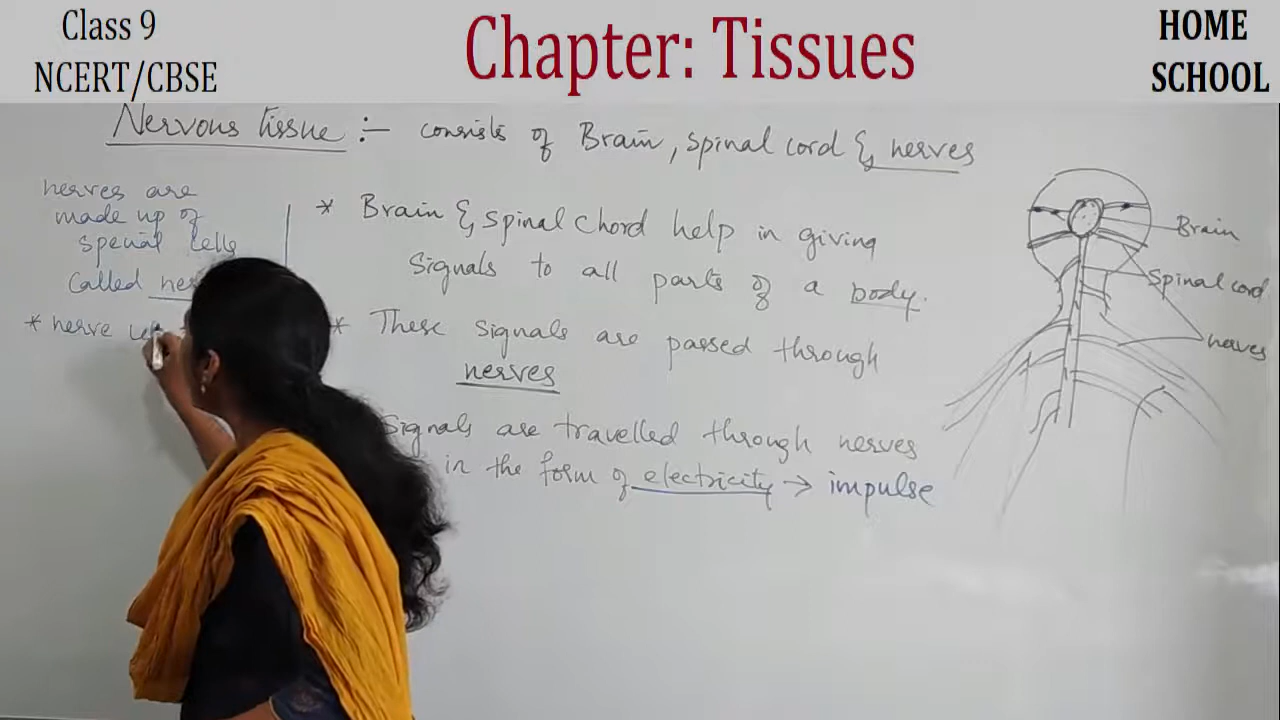 Class 9
NCERT/CBSE
Chapter: Tissues
HOME
SCHOOL
Nervous tissue :- consists of Brain, spinal cord & nerves
nerves are
made up of
special cells
Called
* nerve
* Brain & spinal chord help in giving
Signals to all parts of a body.
* These signals are passed through
nerves
Signals are travelled through nerves
in the form of electricity → impulse
Brain
Spinal cord
nerves